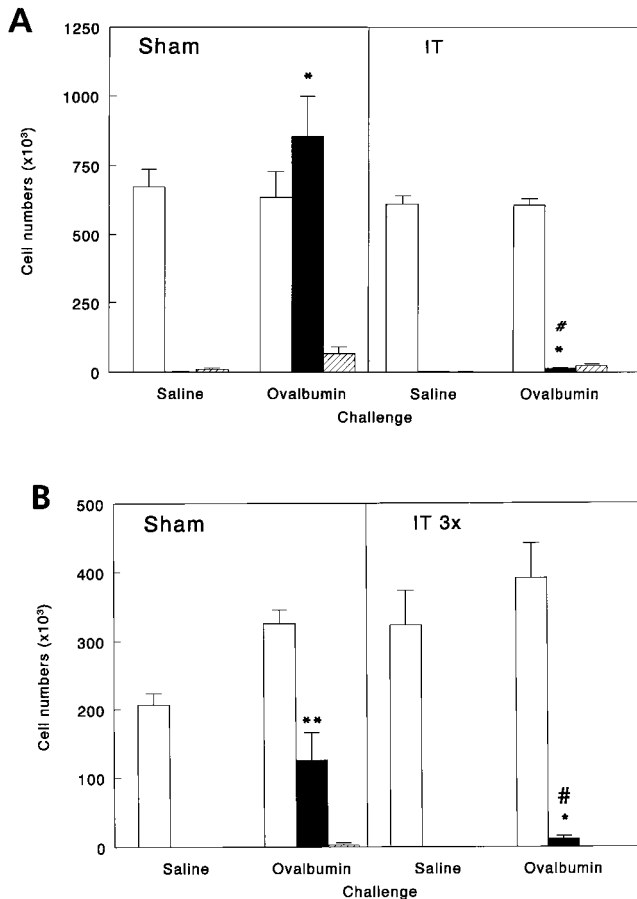 A
1250
Sham
IT
*
1000
Cell numbers (x10³)
750
500
250
#
*
0
Saline
Ovalbumin
Saline
Ovalbumin
Challenge
B
500
Sham
IT 3x
400
Cell numbers (x10³)
300
200
**
100
#
*
0
Saline
Ovalbumin
Saline
Ovalbumin
Challenge